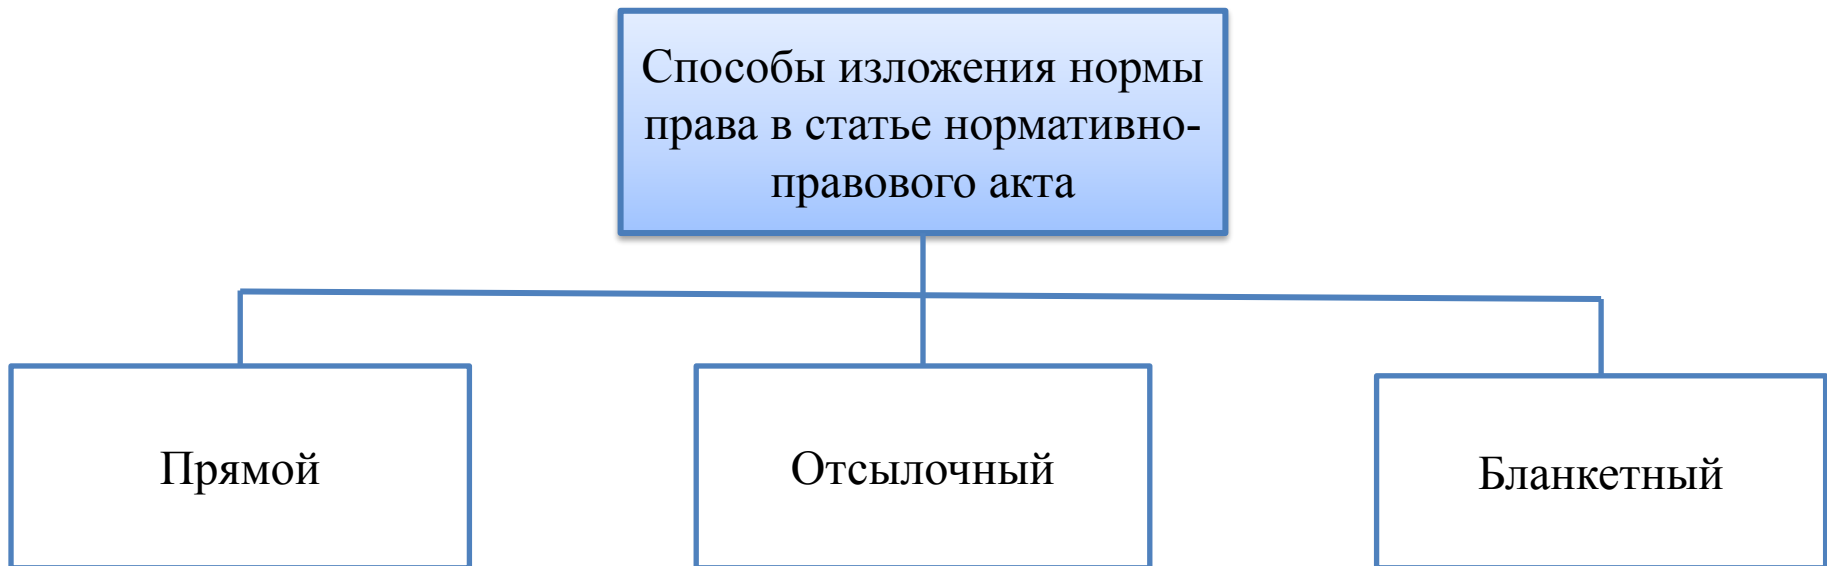 Способы изложения нормы
права в статье нормативно-
правового акта
Прямой
Отсылочный
Бланкетный